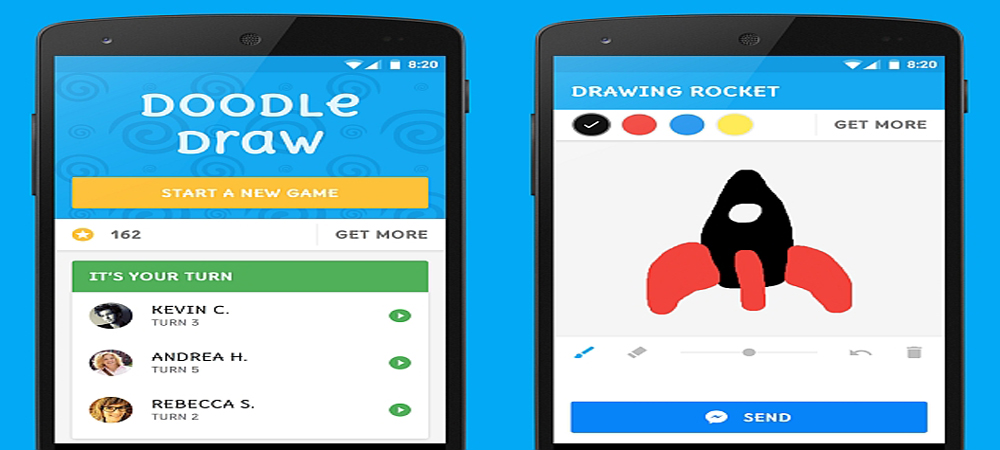 8:20
DOODLe
Draw
START A NEW GAME
162
GET MORE
IT'S YOUR TURN
KEVIN C.
TURN 3
ANDREA H.
TURN 5
REBECCA S.
TURN 2
8:20
DRAWING ROCKET
GET MORE
SEND